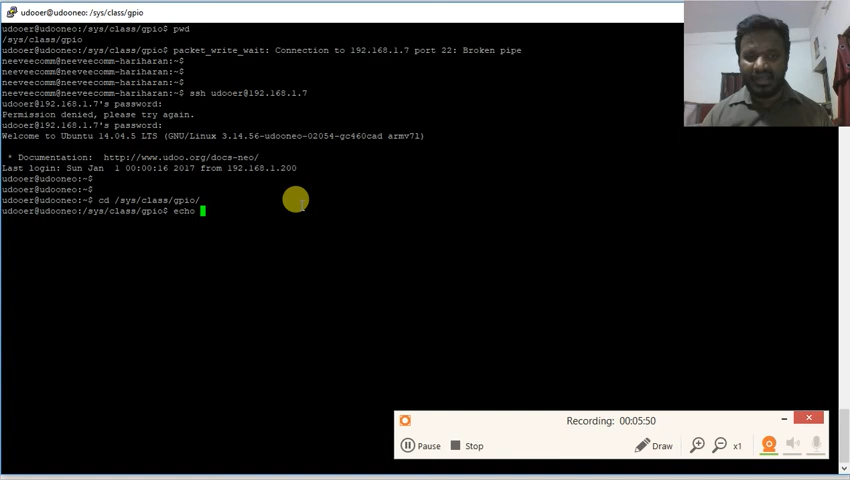 udooer@udooneo: /sys/class/gpio
udooer@udooneo:/sys/class/gpio$ pwd
/sys/class/gpio
udooer@udooneo:/sys/class/gpio$ packet_write_wait: Connection to 192.168.1.7 port 22: Broken pipe
neeveecomm@neeveecomm-hariharan:~$
neeveecomm@neeveecomm-hariharan:~$
neeveecomm@neeveecomm-hariharan:~$
neeveecomm@neeveecomm-hariharan:~$ ssh udooer@192.168.1.7
udooer@192.168.1.7's password:
Permission denied, please try again.
udooer@192.168.1.7's password:
Welcome to Ubuntu 14.04.5 LTS (GNU/Linux 3.14.56-udooneo-02054-gc460cad armv7l)
* Documentation:  http://www.udoo.org/docs-neo/
Last login: Sun Jan  1 00:00:16 2017 from 192.168.1.200
udooer@udooneo:~$
udooer@udooneo:~$
udooer@udooneo:~$ cd /sys/class/gpio/
udooer@udooneo:/sys/class/gpio$ echo
Recording: 00:05:50
Pause Stop Draw x1